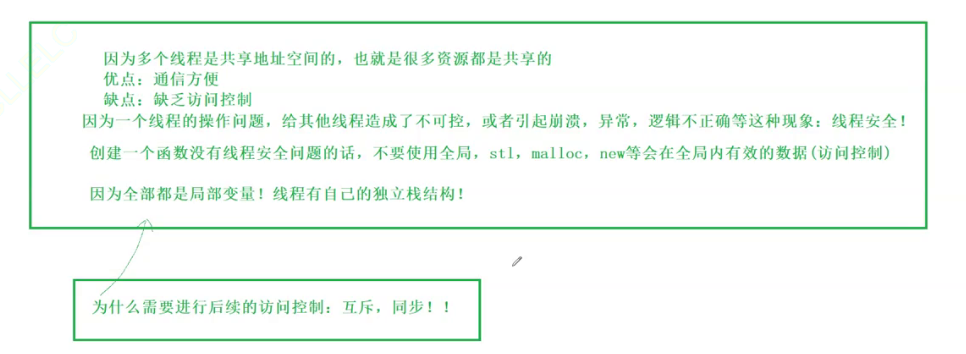 因为多个线程是共享地址空间的，也就是很多资源都是共享的
优点：通信方便
缺点：缺乏访问控制
因为一个线程的操作问题，给其他线程造成了不可控，或者引起崩溃，异常，逻辑不正确等这种现象：线程安全！
创建一个函数没有线程安全问题的话，不要使用全局，stl，malloc，new等会在全局内有效的数据(访问控制)
因为全部都是局部变量！线程有自己的独立栈结构！
为什么需要进行后续的访问控制：互斥，同步！！